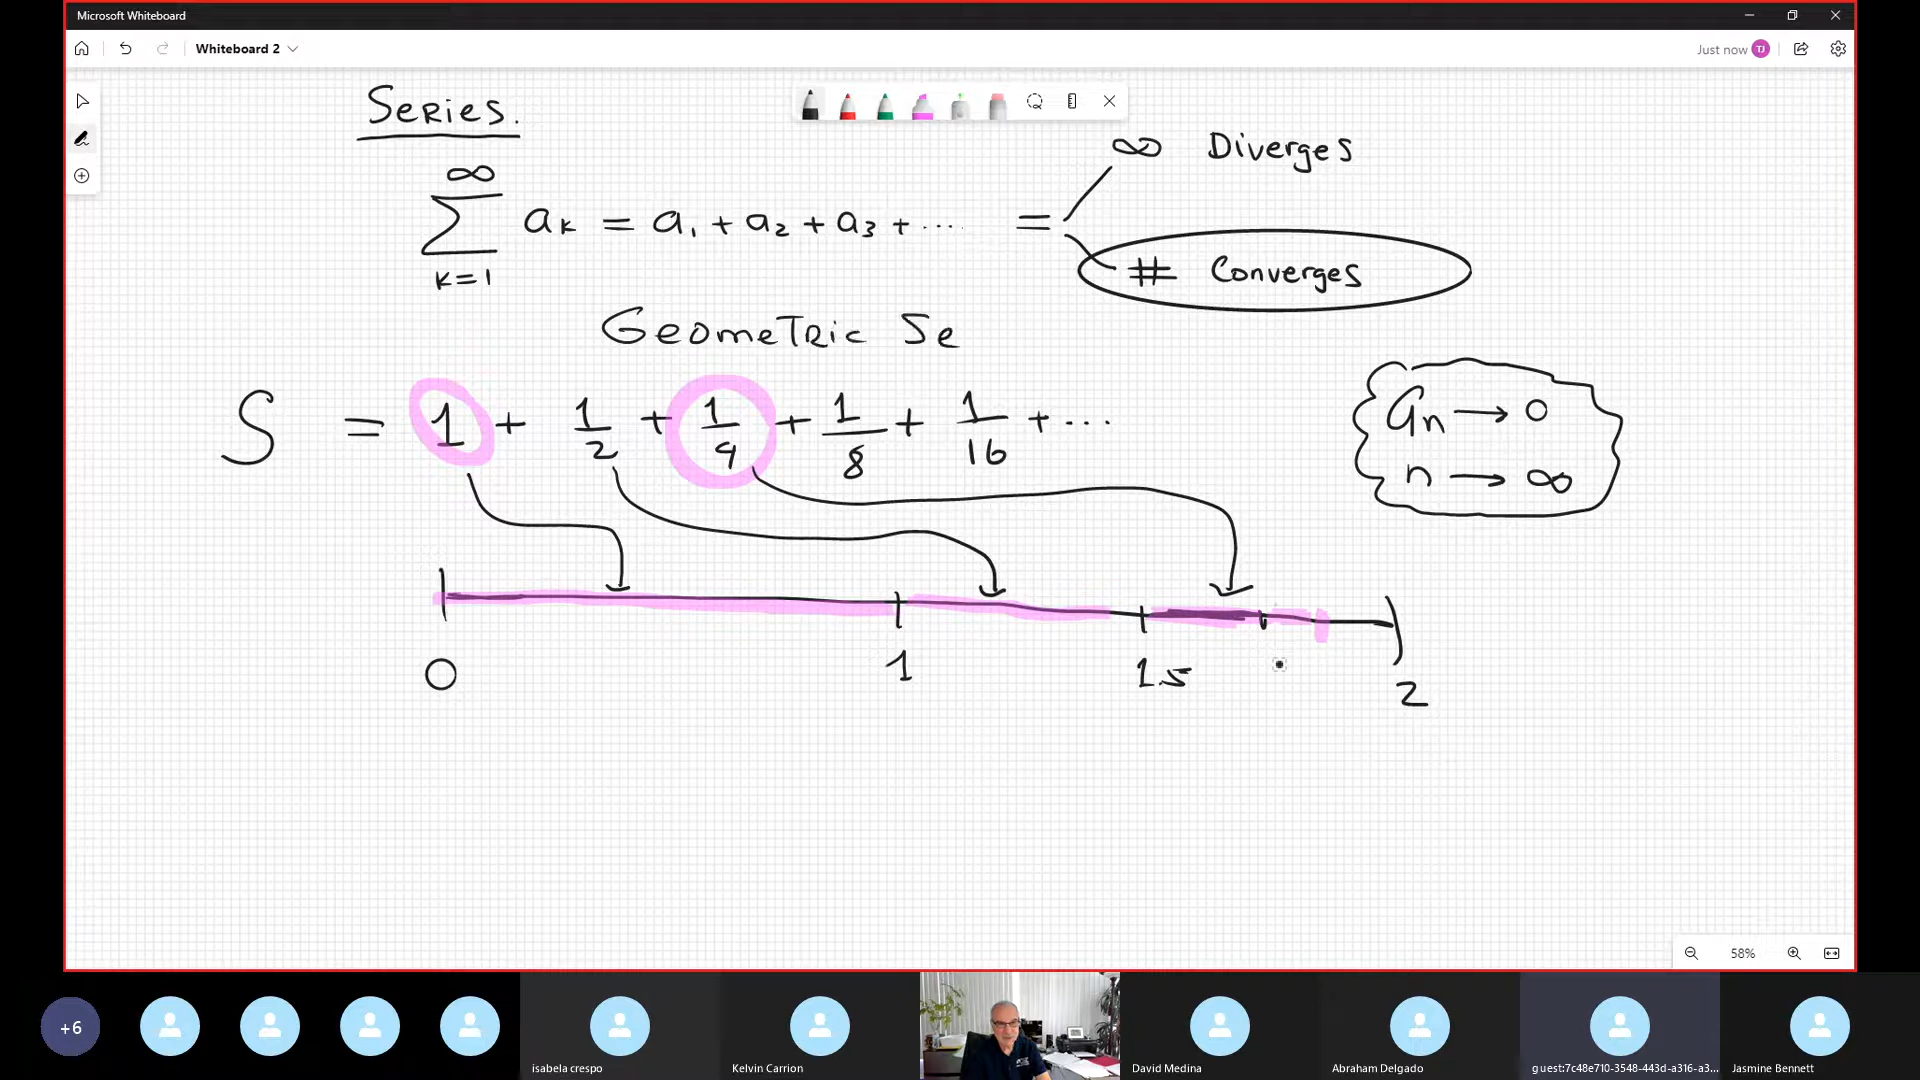 Microsoft Whiteboard
Whiteboard 2
Just now TJ
Series.
∞ Diverges
∞
∑ aₖ = a₁ + a₂ + a₃ + ... =
k=1
# Converges
Geometric Se
S = 1 + 1/2 + 1/4 + 1/8 + 1/16 + ...
an → 0
n → ∞
0 1 1.5 2
58%
+6
isabela crespo
Kelvin Carrion
David Medina
Abraham Delgado
guest:7c48e710-3548-443d-a316-a3...
Jasmine Bennett